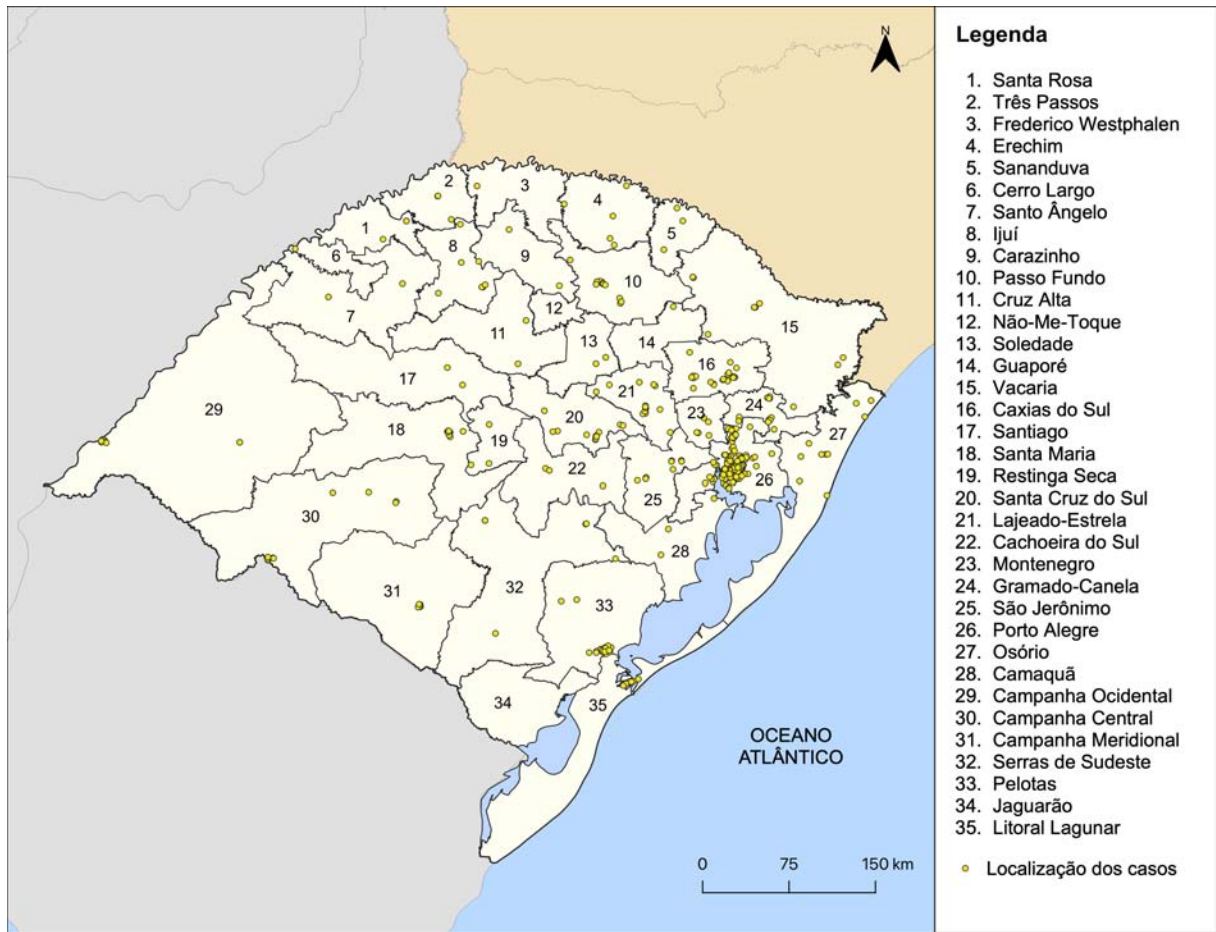 N
Legenda
1. Santa Rosa
2. Três Passos
3. Frederico Westphalen
4. Erechim
5. Sananduva
6. Cerro Largo
7. Santo Ângelo
8. Ijuí
9. Carazinho
10. Passo Fundo
11. Cruz Alta
12. Não-Me-Toque
13. Soledade
14. Guaporé
15. Vacaria
16. Caxias do Sul
17. Santiago
18. Santa Maria
19. Restinga Seca
20. Santa Cruz do Sul
21. Lajeado-Estrela
22. Cachoeira do Sul
23. Montenegro
24. Gramado-Canela
25. São Jerônimo
26. Porto Alegre
27. Osório
28. Camaquã
29. Campanha Ocidental
30. Campanha Central
31. Campanha Meridional
32. Serras de Sudeste
33. Pelotas
34. Jaguarão
35. Litoral Lagunar
Localização dos casos
2
3
4
1
5
8
6
9
10
7
12
11
13
14
15
16
17
21
29
20
23
24
27
18
19
22
26
25
30
28
31
32
33
34
35
OCEANO
ATLÂNTICO
0 75 150 km